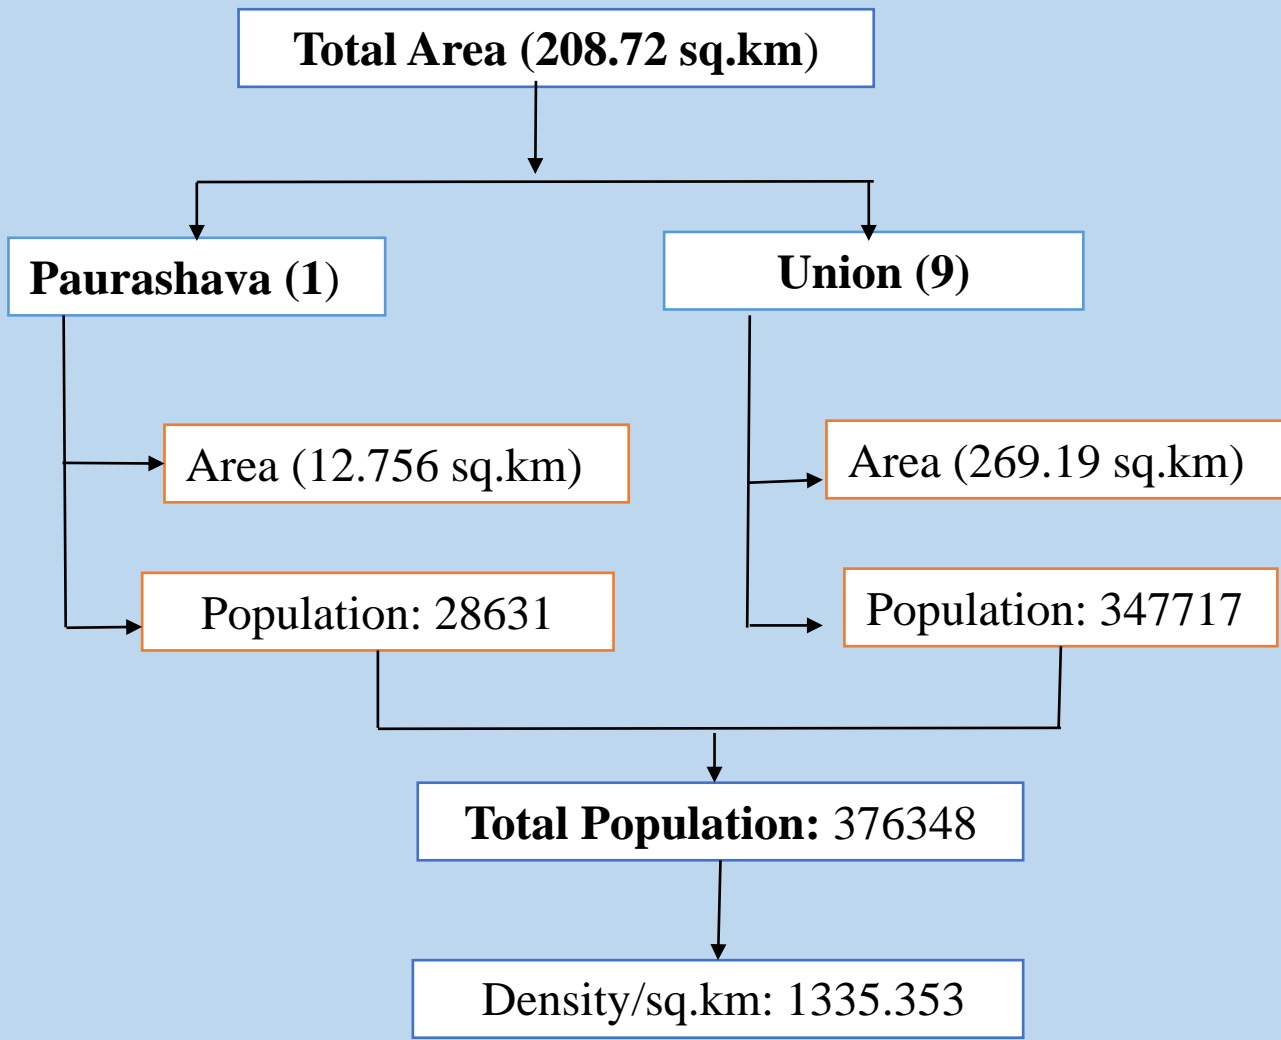 Total Area (208.72 sq.km)
Paurashava (1)
Union (9)
Area (12.756 sq.km)
Area (269.19 sq.km)
Population: 28631
Population: 347717
Total Population: 376348
Density/sq.km: 1335.353